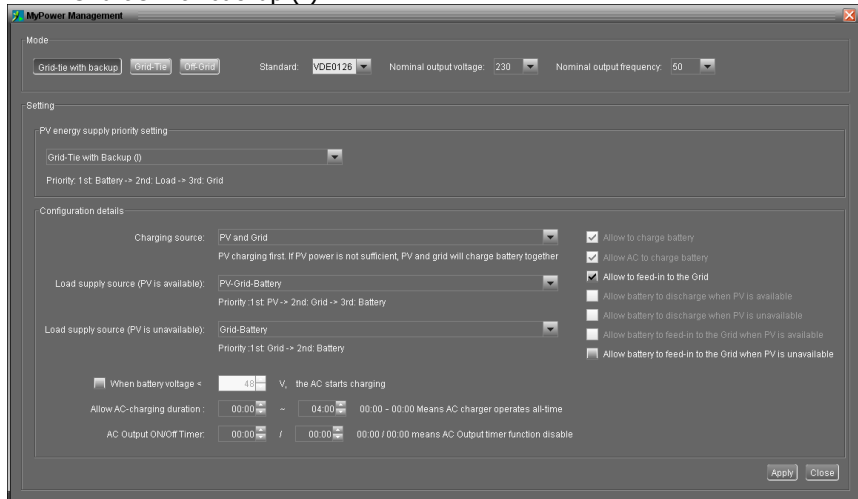 MyPower Management
Mode
Grid-tie with backup Grid-Tie Off-Grid Standard: VDE0126 Nominal output voltage: 230 Nominal output frequency: 50
Setting
PV energy supply priority setting
Grid-Tie with Backup (I)
Priority: 1st: Battery -> 2nd: Load -> 3rd: Grid
Configuration details
Charging source: PV and Grid
PV charging first. If PV power is not sufficient, PV and grid will charge battery together
Load supply source (PV is available): PV-Grid-Battery
Priority :1st: PV -> 2nd: Grid -> 3rd: Battery
Load supply source (PV is unavailable): Grid-Battery
Priority :1st: Grid -> 2nd: Battery
Allow to charge battery
Allow AC to charge battery
Allow to feed-in to the Grid
Allow battery to discharge when PV is available
Allow battery to discharge when PV is unavailable
Allow battery to feed-in to the Grid when PV is available
Allow battery to feed-in to the Grid when PV is unavailable
When battery voltage < 48 V, the AC starts charging
Allow AC-charging duration : 00:00 ~ 04:00 00:00 - 00:00 Means AC charger operates all-time
AC Output ON/Off Timer: 00:00 / 00:00 00:00 / 00:00 means AC Output timer function disable
Apply Close